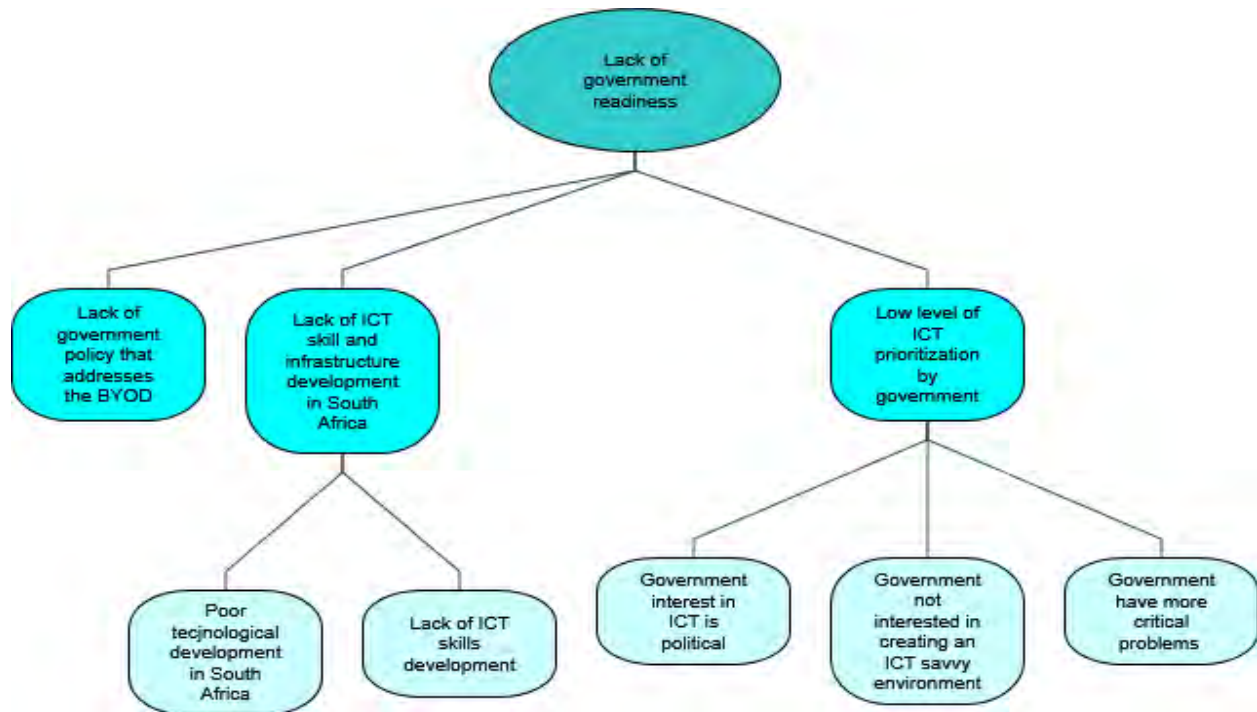 Lack of
government
readiness
Lack of
government
policy that
addresses
the BYOD
Lack of ICT
skill and
infrastructure
development
in South
Africa
Low level of
ICT
prioritization
by
government
Poor
tecjnological
development
in South
Africa
Lack of ICT
skills
development
Government
interest in
ICT is
political
Government
not
interested in
creating an
ICT savvy
environment
Government
have more
critical
problems